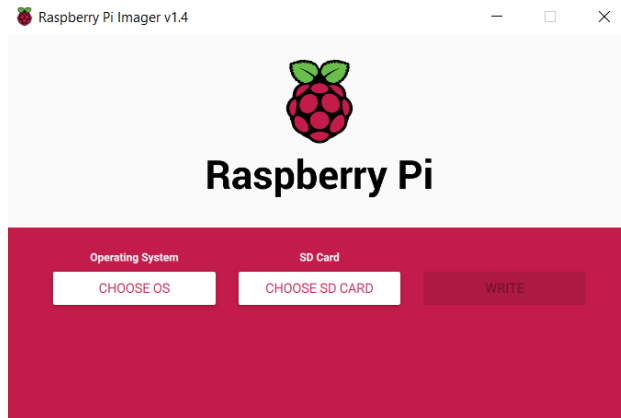 Raspberry Pi Imager v1.4
Raspberry Pi
Operating System
SD Card
CHOOSE OS
CHOOSE SD CARD
WRITE